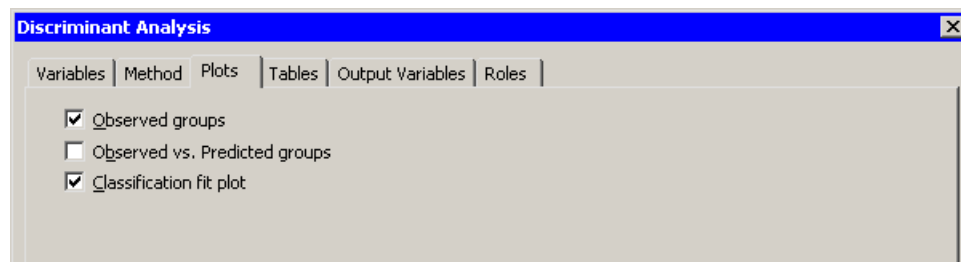 Discriminant Analysis
Variables Method Plots Tables Output Variables Roles
Observed groups
Observed vs. Predicted groups
Classification fit plot